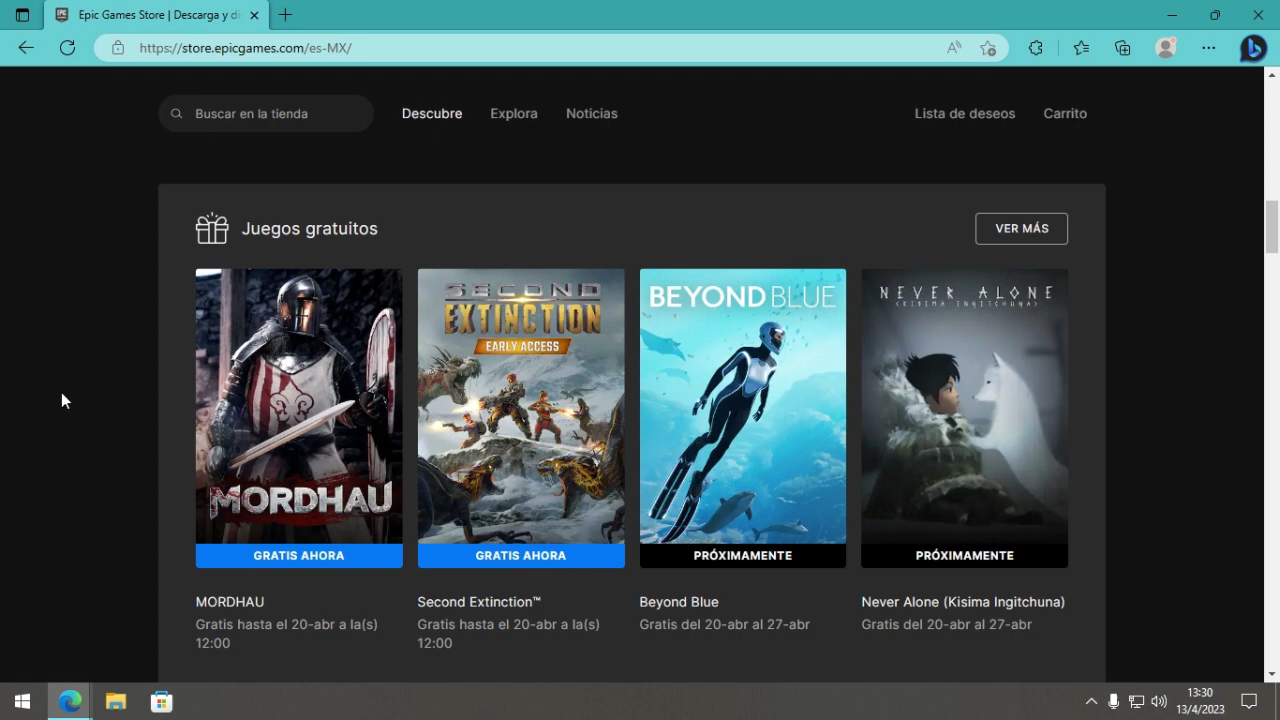 Epic Games Store | Descarga y di
https://store.epicgames.com/es-MX/
Buscar en la tienda
Descubre
Explora
Noticias
Lista de deseos
Carrito
Juegos gratuitos
VER MÁS
MORDHAU
SECOND
EXTINCTION
EARLY ACCESS
BEYOND BLUE
NEVER ALONE
(KISIMA INGITCHUNA)
GRATIS AHORA
GRATIS AHORA
PRÓXIMAMENTE
PRÓXIMAMENTE
MORDHAU
Gratis hasta el 20-abr a la(s)
12:00
Second Extinction™
Gratis hasta el 20-abr a la(s)
12:00
Beyond Blue
Gratis del 20-abr al 27-abr
Never Alone (Kisima Ingitchuna)
Gratis del 20-abr al 27-abr
13:30
13/4/2023